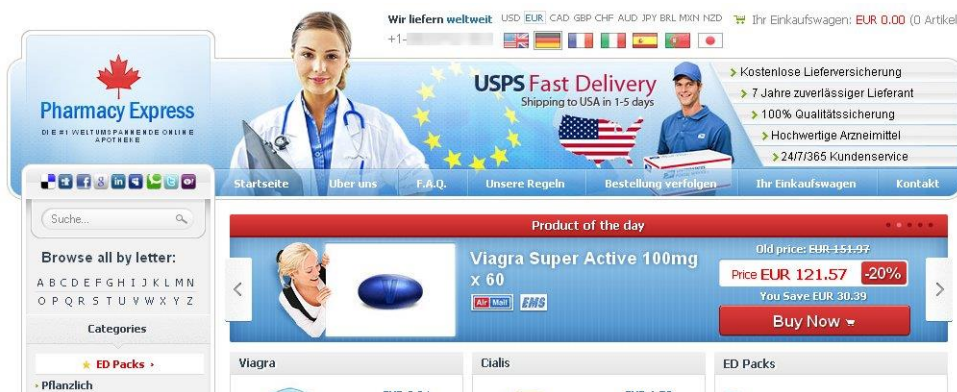 Wir liefern weltweit USD EUR CAD GBP CHF AUD JPY BRL MXN NZD Ihr Einkaufswagen: EUR 0.00 (0 Artikel
+1-
Pharmacy Express
DIE #1 WELTUMSPANNENDE ONLINE
APOTHEKE
USPS Fast Delivery
Shipping to USA in 1-5 days
Kostenlose Lieferversicherung
7 Jahre zuverlässiger Lieferant
100% Qualitätssicherung
Hochwertige Arzneimittel
24/7/365 Kundenservice
Startseite Über uns F.A.Q. Unsere Regeln Bestellung verfolgen Ihr Einkaufswagen Kontakt
Suche...
Browse all by letter:
A B C D E F G H I J K L M N
O P Q R S T U V W X Y Z
Categories
ED Packs
Pflanzlich
Product of the day
Viagra Super Active 100mg
x 60
Air Mail EMS
Old price: EUR 151.97
Price EUR 121.57 -20%
You Save EUR 30.39
Buy Now
Viagra Cialis ED Packs